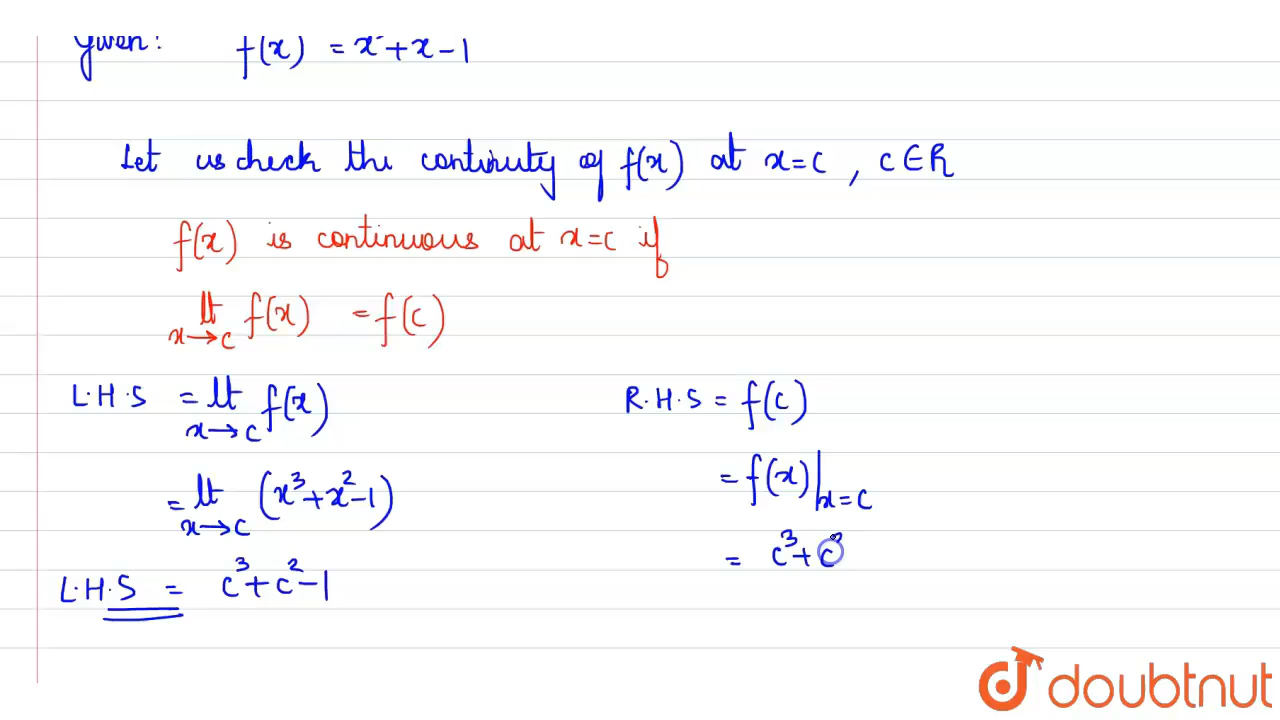 Given: f(x) = x + x - 1
Let us check the continuity of f(x) at x=c, c∈R
f(x) is continuous at x=c if
lt f(x) = f(c)
x→c
L.H.S = lt f(x)
x→c
= lt (x³+x²-1)
x→c
L.H.S = c³+c²-1
R.H.S = f(c)
= f(x)|x=c
= c³+c²
doubtnut